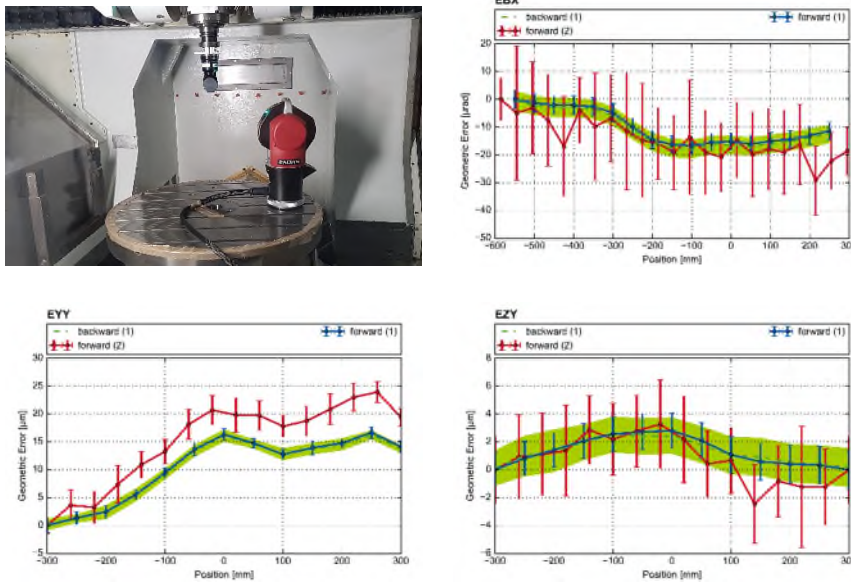 EBX
backward (1)
forward (1)
forward (2)
Geometric Error [µrad]
20
10
0
−10
−20
−30
−40
−50
−600
−500
−400
−300
−200
−100
0
100
200
300
Position [mm]
EYY
backward (1)
forward (1)
forward (2)
Geometric Error [µm]
30
25
20
15
10
5
0
−5
−300
−200
−100
0
100
200
300
Position [mm]
EZY
backward (1)
forward (1)
forward (2)
Geometric Error [µm]
8
6
4
2
0
−2
−4
−6
−300
−200
−100
0
100
200
300
Position [mm]